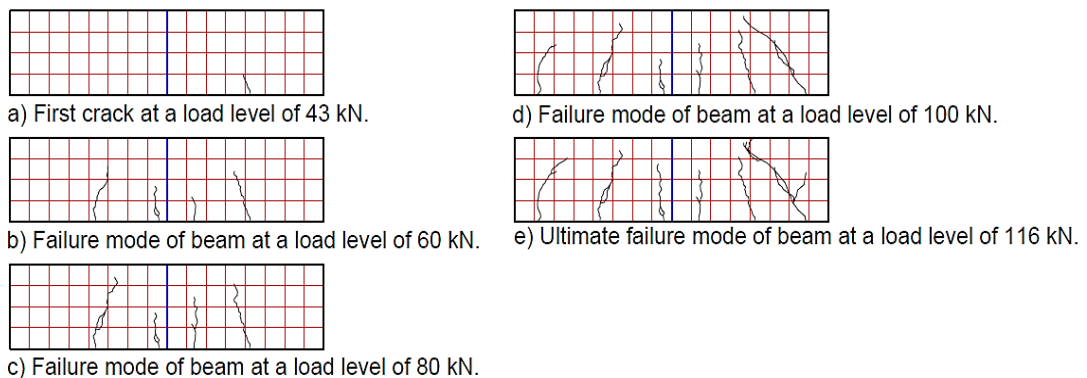 a) First crack at a load level of 43 kN.
b) Failure mode of beam at a load level of 60 kN.
c) Failure mode of beam at a load level of 80 kN.
d) Failure mode of beam at a load level of 100 kN.
e) Ultimate failure mode of beam at a load level of 116 kN.